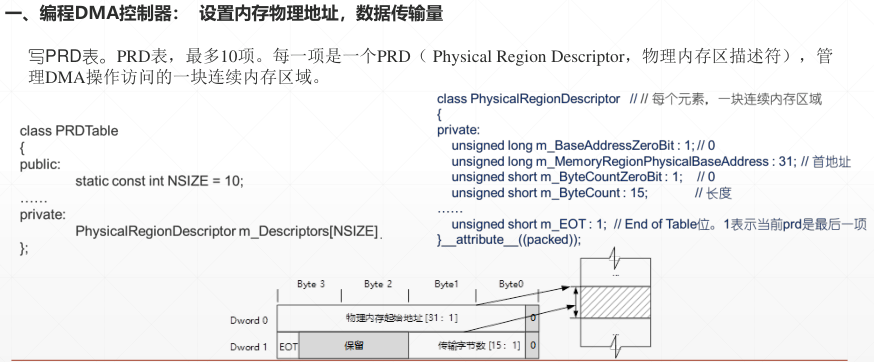 一、编程DMA控制器： 设置内存物理地址，数据传输量
写PRD表。PRD表，最多10项。每一项是一个PRD（ Physical Region Descriptor，物理内存区描述符），管
理DMA操作访问的一块连续内存区域。
class PRDTable
{
public:
static const int NSIZE = 10;
……
private:
PhysicalRegionDescriptor m_Descriptors[NSIZE].
};
class PhysicalRegionDescriptor // // 每个元素，一块连续内存区域
{
private:
unsigned long m_BaseAddressZeroBit : 1; // 0
unsigned long m_MemoryRegionPhysicalBaseAddress : 31; // 首地址
unsigned short m_ByteCountZeroBit : 1; // 0
unsigned short m_ByteCount : 15; // 长度
……
unsigned short m_EOT : 1; // End of Table位。1表示当前prd是最后一项
}__attribute__((packed));
Byte 3 Byte 2 Byte1 Byte0
Dword 0 物理内存起始地址 [31：1] 0
Dword 1 EOT 保留 传输字节数 [15：1] 0
...
...